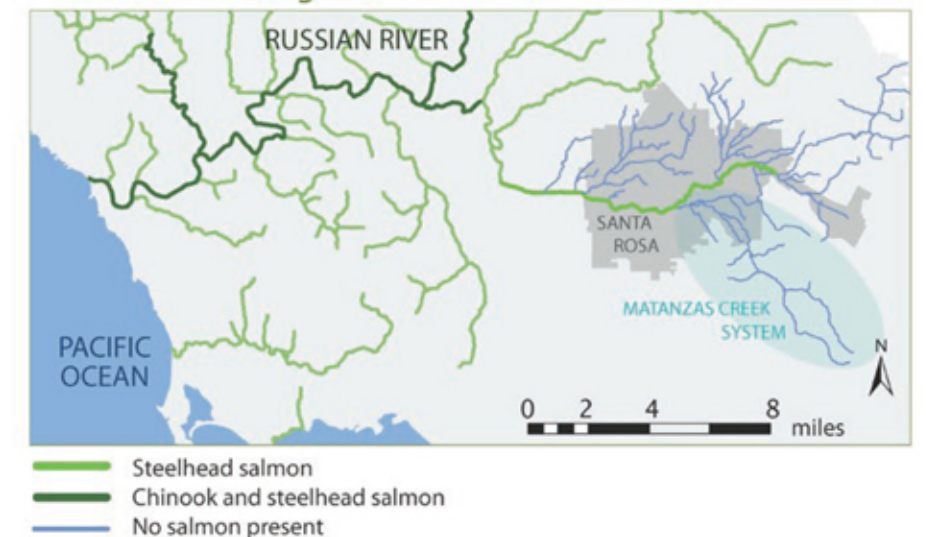 RUSSIAN RIVER
SANTA
ROSA
MATANZAS CREEK
SYSTEM
PACIFIC
OCEAN
N
0 2 4 8
miles
Steelhead salmon
Chinook and steelhead salmon
No salmon present